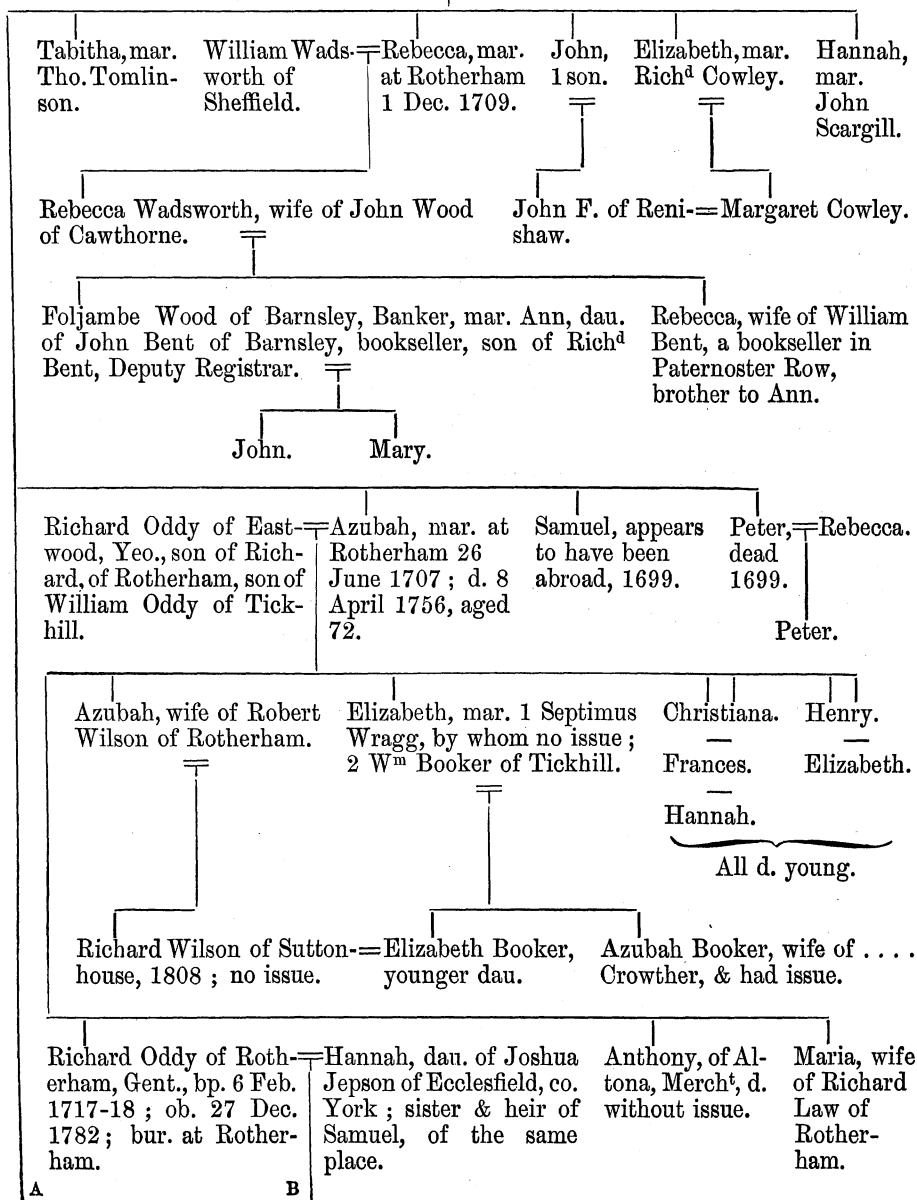 Tabitha, mar.
Tho. Tomlin-
son.
William Wads-
worth of
Sheffield.
Rebecca, mar.
at Rotherham
1 Dec. 1709.
John,
1 son.
Elizabeth, mar.
Richᵈ Cowley.
Hannah,
mar.
John
Scargill.
Rebecca Wadsworth, wife of John Wood
of Cawthorne.
John F. of Reni-
shaw.
Margaret Cowley.
Foljambe Wood of Barnsley, Banker, mar. Ann, dau.
of John Bent of Barnsley, bookseller, son of Richᵈ
Bent, Deputy Registrar.
Rebecca, wife of William
Bent, a bookseller in
Paternoster Row,
brother to Ann.
John.
Mary.
Richard Oddy of East-
wood, Yeo., son of Rich-
ard, of Rotherham, son of
William Oddy of Tick-
hill.
Azubah, mar. at
Rotherham 26
June 1707 ; d. 8
April 1756, aged
72.
Samuel, appears
to have been
abroad, 1699.
Peter,
dead
1699.
Rebecca.
Peter.
Azubah, wife of Robert
Wilson of Rotherham.
Elizabeth, mar. 1 Septimus
Wragg, by whom no issue ;
2 Wᵐ Booker of Tickhill.
Christiana.
—
Frances.
—
Hannah.
Henry.
—
Elizabeth.
All d. young.
Richard Wilson of Sutton-
house, 1808 ; no issue.
Elizabeth Booker,
younger dau.
Azubah Booker, wife of . . . .
Crowther, & had issue.
Richard Oddy of Roth-
erham, Gent., bp. 6 Feb.
1717-18 ; ob. 27 Dec.
1782 ; bur. at Rother-
ham.
Hannah, dau. of Joshua
Jepson of Ecclesfield, co.
York ; sister & heir of
Samuel, of the same
place.
Anthony, of Al-
tona, Merchᵗ, d.
without issue.
Maria, wife
of Richard
Law of
Rother-
ham.
A
B